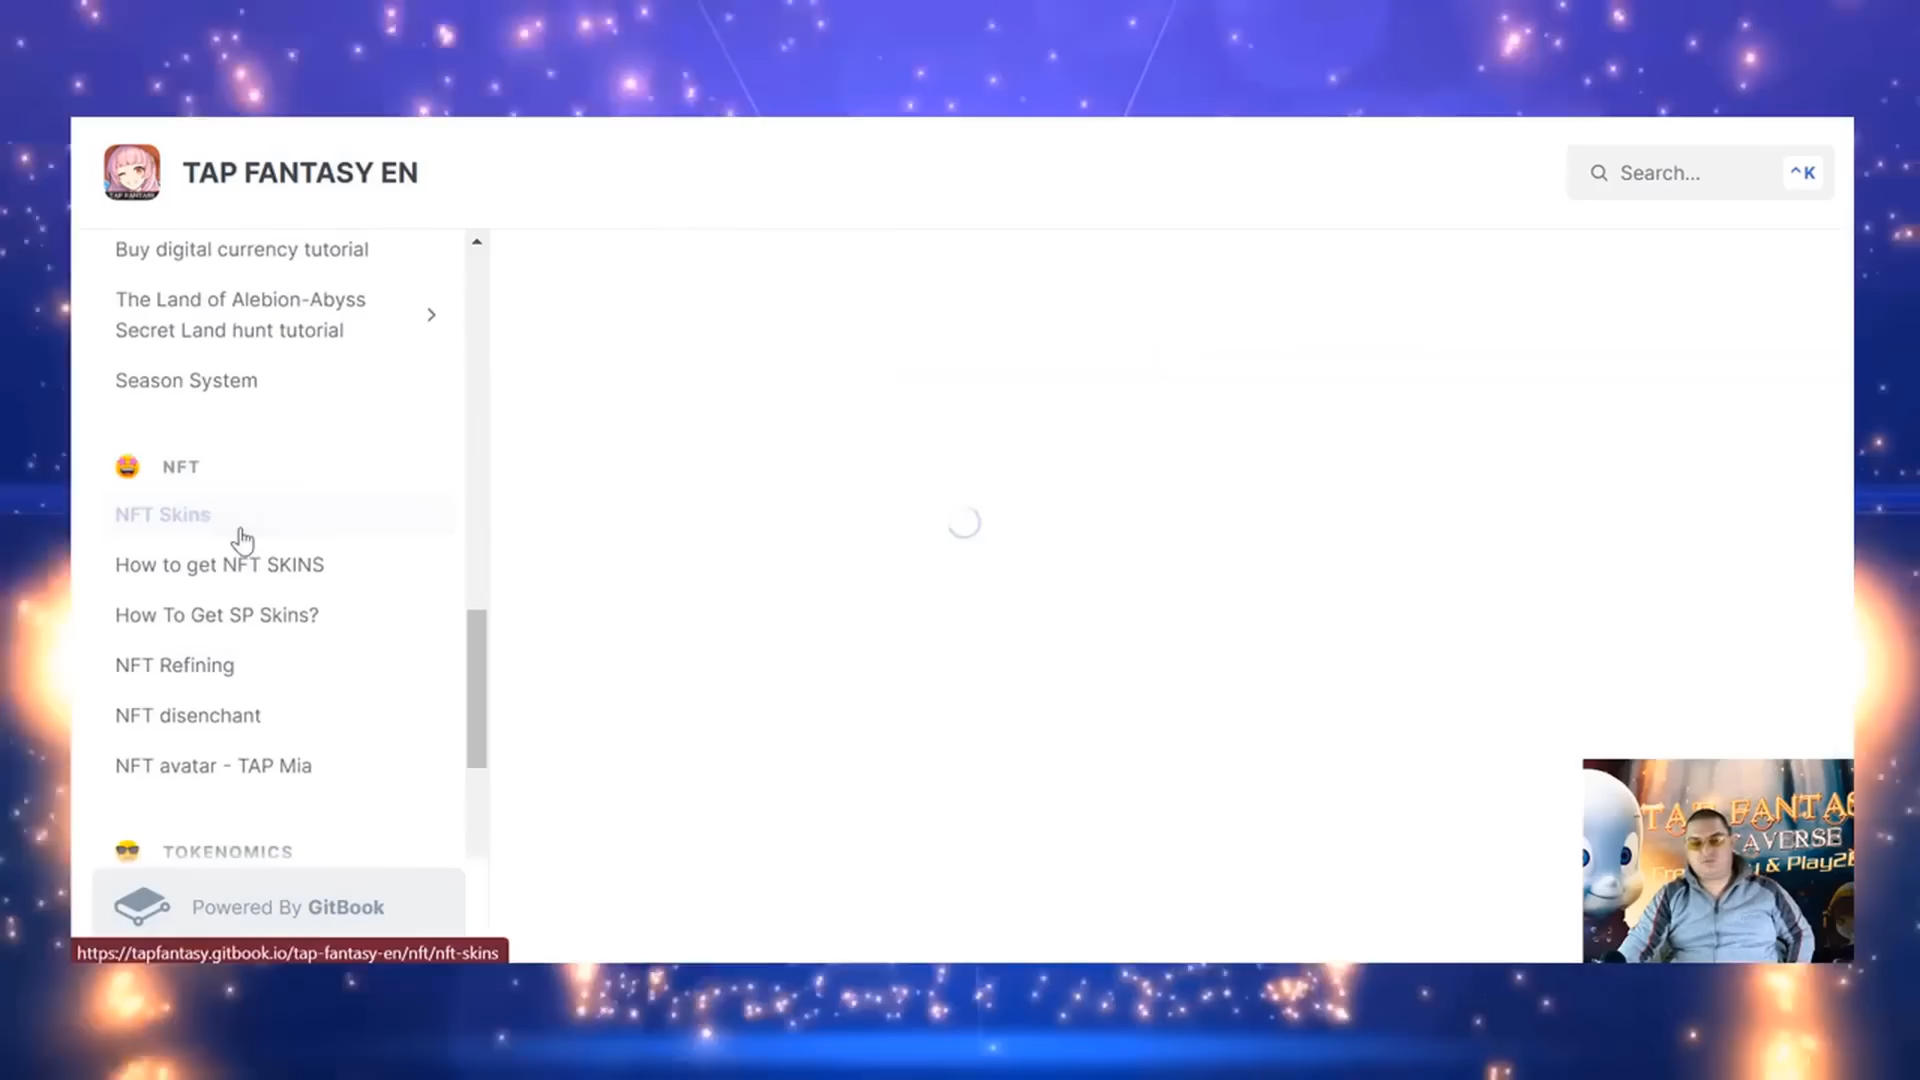 TAP FANTASY EN
Search...
^K
Buy digital currency tutorial
The Land of Alebion-Abyss
Secret Land hunt tutorial
Season System
NFT
NFT Skins
How to get NFT SKINS
How To Get SP Skins?
NFT Refining
NFT disenchant
NFT avatar - TAP Mia
TOKENOMICS
Powered By GitBook
https://tapfantasy.gitbook.io/tap-fantasy-en/nft/nft-skins